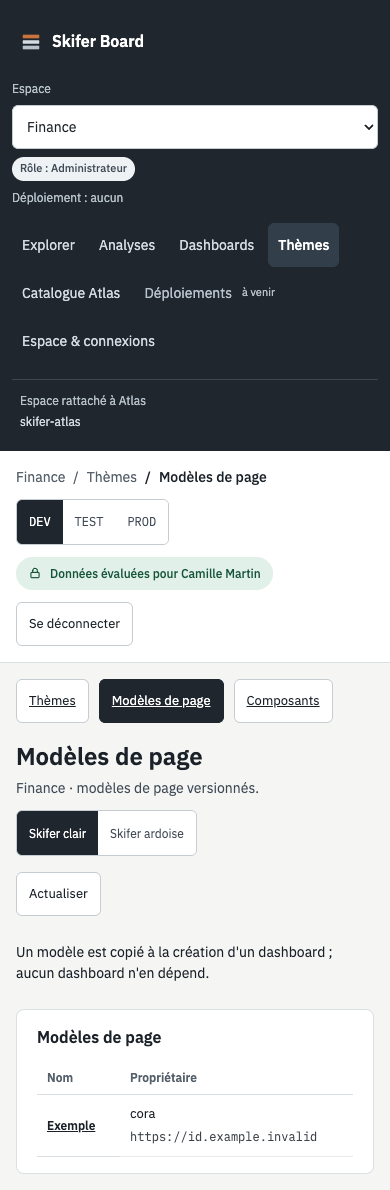 Skifer Board
Espace
Finance
Rôle : Administrateur
Déploiement : aucun
Explorer Analyses Dashboards Thèmes
Catalogue Atlas Déploiements à venir
Espace & connexions
Espace rattaché à Atlas
skifer-atlas
Finance / Thèmes / Modèles de page
DEV TEST PROD
Données évaluées pour Camille Martin
Se déconnecter
Thèmes Modèles de page Composants
Modèles de page
Finance · modèles de page versionnés.
Skifer clair Skifer ardoise
Actualiser
Un modèle est copié à la création d'un dashboard ;
aucun dashboard n'en dépend.
Modèles de page
Nom Propriétaire
Exemple cora
https://id.example.invalid